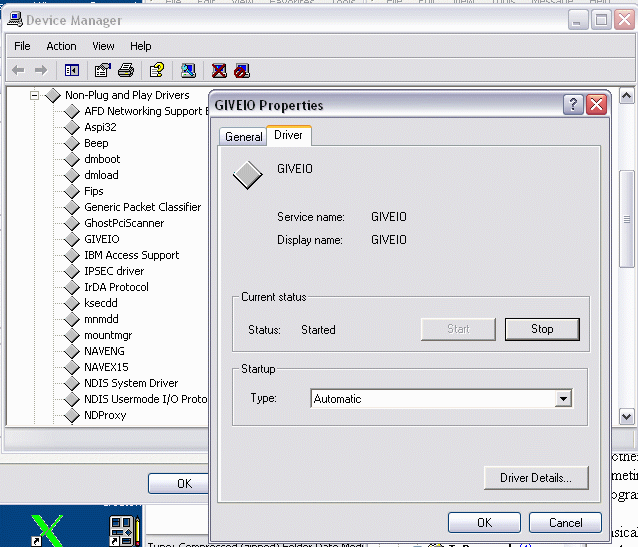 Device Manager
File Action View Help
Non-Plug and Play Drivers
AFD Networking Support
Aspi32
Beep
dmboot
dmload
Fips
Generic Packet Classifier
GhostPciScanner
GIVEIO
IBM Access Support
IPSEC driver
IrDA Protocol
ksecdd
mnmdd
mountmgr
NAVENG
NAVEX15
NDIS System Driver
NDIS Usermode I/O Proto
NDProxy
OK
GIVEIO Properties
General Driver
GIVEIO
Service name: GIVEIO
Display name: GIVEIO
Current status
Status: Started Start Stop
Startup
Type: Automatic
Driver Details...
OK Cancel